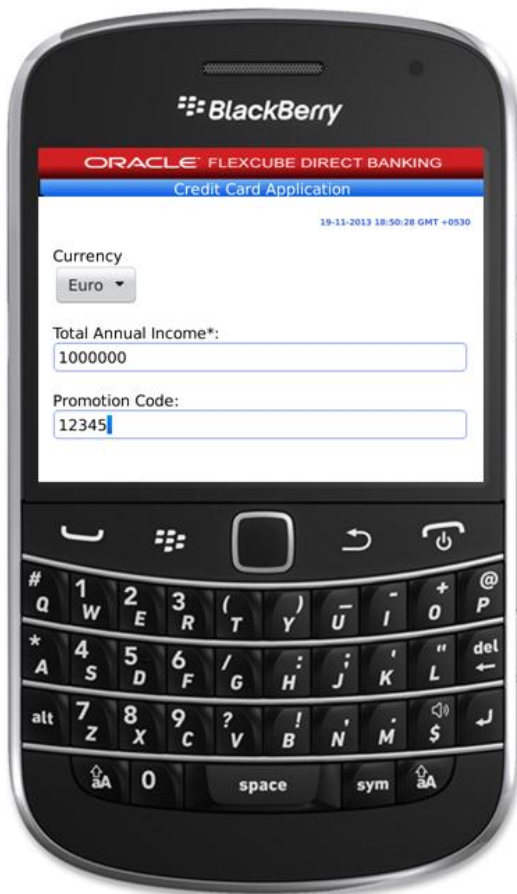 BlackBerry
ORACLE FLEXCUBE DIRECT BANKING
Credit Card Application
19-11-2013 18:50:28 GMT +0530
Currency
Euro
Total Annual Income*:
1000000
Promotion Code:
12345
# 1 2 3 ( ) _ - + @
Q W E R T Y U I O P
* 4 5 6 / : ; ' " del
A S D F G H J K L
alt 7 8 9 ? ! , .
Z X C V B N M $
aA 0 space sym aA